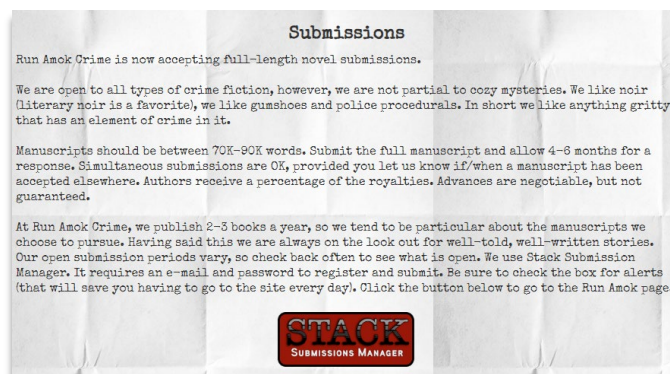 Submissions
Run Amok Crime is now accepting full-length novel submissions.
We are open to all types of crime fiction, however, we are not partial to cozy mysteries. We like noir
(literary noir is a favorite), we like gumshoes and police procedurals. In short we like anything gritty
that has an element of crime in it.
Manuscripts should be between 70K-90K words. Submit the full manuscript and allow 4-6 months for a
response. Simultaneous submissions are OK, provided you let us know if/when a manuscript has been
accepted elsewhere. Authors receive a percentage of the royalties. Advances are negotiable, but not
guaranteed.
At Run Amok Crime, we publish 2-3 books a year, so we tend to be particular about the manuscripts we
choose to pursue. Having said this we are always on the look out for well-told, well-written stories.
Our open submission periods vary, so check back often to see what is open. We use Stack Submission
Manager. It requires an e-mail and password to register and submit. Be sure to check the box for alerts
(that will save you having to go to the site every day). Click the button below to go to the Run Amok page
STACK
SUBMISSIONS MANAGER